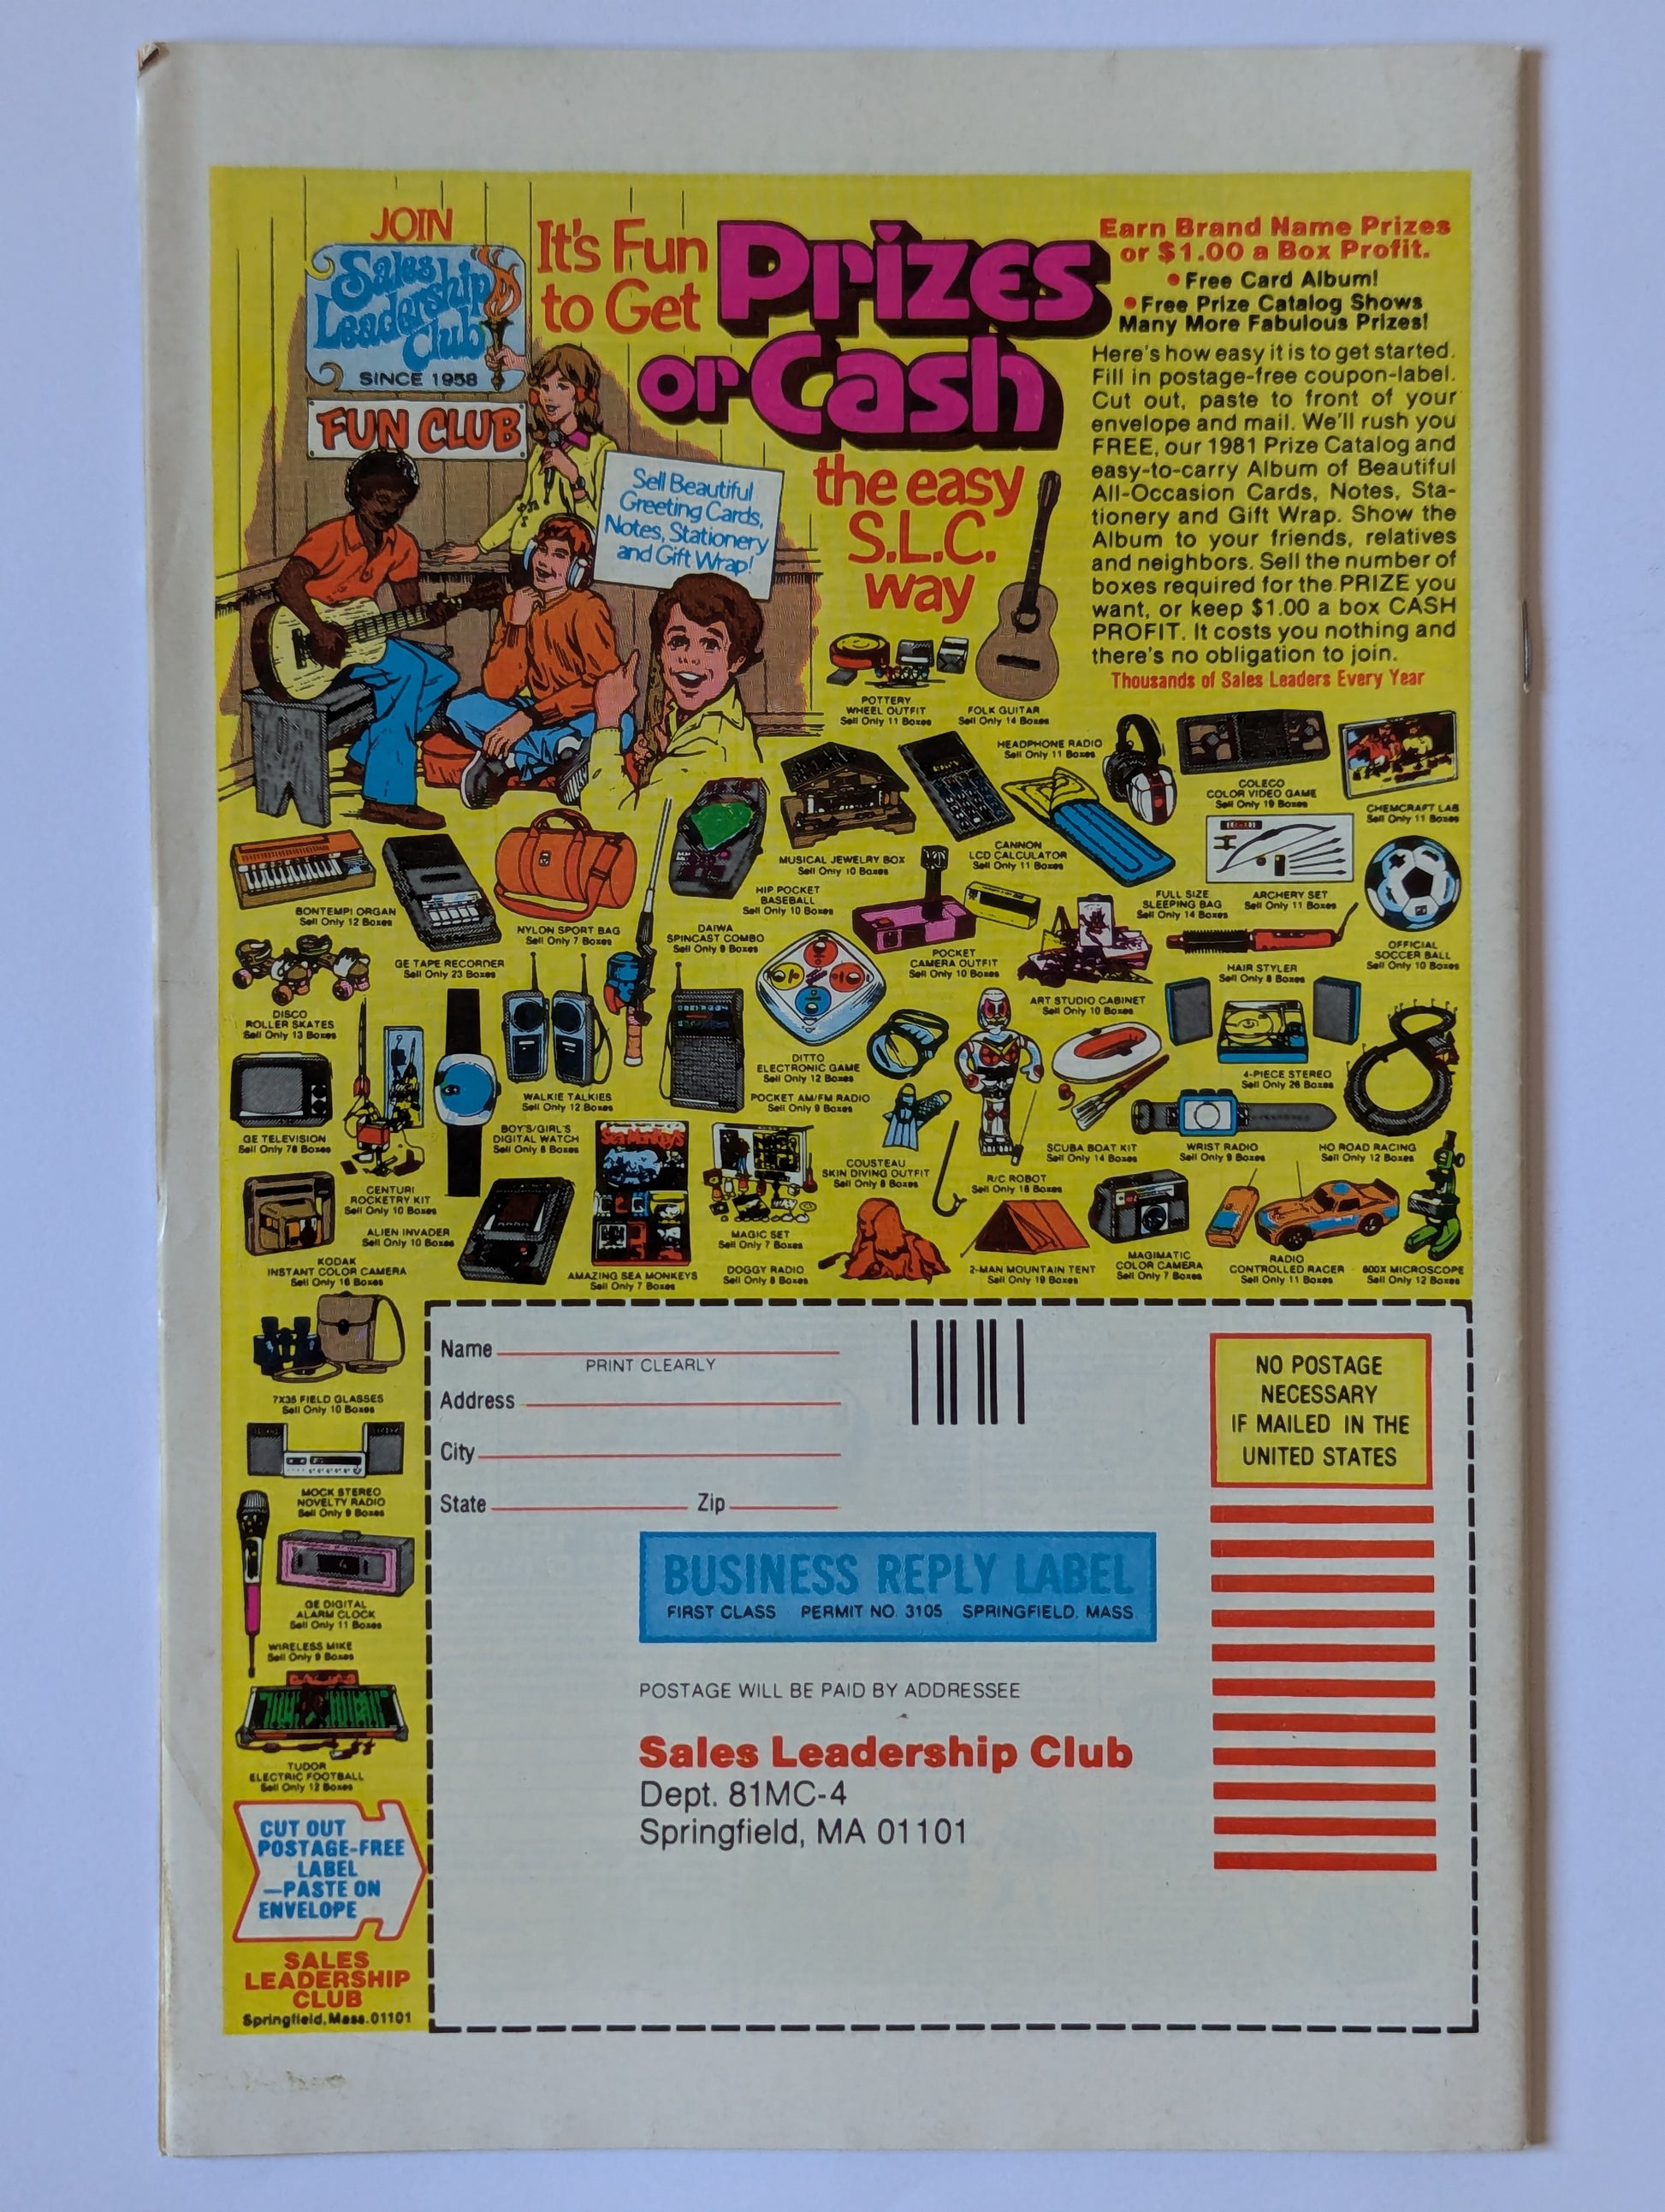 JOIN
Sales
Leadership
Club
SINCE 1958
FUN CLUB
It's Fun
to Get
Prizes
or Cash
the easy
S.L.C.
way
Sell Beautiful
Greeting Cards,
Notes, Stationery
and Gift Wrap!
Earn Brand Name Prizes
or $1.00 a Box Profit.
• Free Card Album!
• Free Prize Catalog Shows
Many More Fabulous Prizes!
Here's how easy it is to get started.
Fill in postage-free coupon-label.
Cut out, paste to front of your
envelope and mail. We'll rush you
FREE, our 1981 Prize Catalog and
easy-to-carry Album of Beautiful
All-Occasion Cards, Notes, Sta-
tionery and Gift Wrap. Show the
Album to your friends, relatives
and neighbors. Sell the number of
boxes required for the PRIZE you
want, or keep $1.00 a box CASH
PROFIT. It costs you nothing and
there's no obligation to join.
Thousands of Sales Leaders Every Year
POTTERY
WHEEL OUTFIT
Sell Only 11 Boxes
FOLK GUITAR
Sell Only 14 Boxes
HEADPHONE RADIO
Sell Only 11 Boxes
COLECO
COLOR VIDEO GAME
Sell Only 19 Boxes
CHEMCRAFT LAB
Sell Only 11 Boxes
MUSICAL JEWELRY BOX
Sell Only 10 Boxes
CANNON
LCD CALCULATOR
Sell Only 11 Boxes
HIP POCKET
BASEBALL
Sell Only 10 Boxes
FULL SIZE
SLEEPING BAG
Sell Only 14 Boxes
ARCHERY SET
Sell Only 11 Boxes
BONTEMPI ORGAN
Sell Only 12 Boxes
NYLON SPORT BAG
Sell Only 7 Boxes
DAIWA
SPINCAST COMBO
Sell Only 9 Boxes
POCKET
CAMERA OUTFIT
Sell Only 10 Boxes
OFFICIAL
SOCCER BALL
Sell Only 10 Boxes
GE TAPE RECORDER
Sell Only 23 Boxes
HAIR STYLER
Sell Only 8 Boxes
ART STUDIO CABINET
Sell Only 10 Boxes
DISCO
ROLLER SKATES
Sell Only 13 Boxes
DITTO
ELECTRONIC GAME
Sell Only 12 Boxes
4-PIECE STEREO
Sell Only 26 Boxes
WALKIE TALKIES
Sell Only 12 Boxes
POCKET AM/FM RADIO
Sell Only 9 Boxes
GE TELEVISION
Sell Only 78 Boxes
BOY'S/GIRL'S
DIGITAL WATCH
Sell Only 8 Boxes
Sea-Monkeys
COUSTEAU
SKIN DIVING OUTFIT
Sell Only 8 Boxes
SCUBA BOAT KIT
Sell Only 14 Boxes
WRIST RADIO
Sell Only 9 Boxes
HO ROAD RACING
Sell Only 12 Boxes
CENTURI
ROCKETRY KIT
Sell Only 10 Boxes
R/C ROBOT
Sell Only 18 Boxes
ALIEN INVADER
Sell Only 10 Boxes
MAGIC SET
Sell Only 7 Boxes
KODAK
INSTANT COLOR CAMERA
Sell Only 16 Boxes
AMAZING SEA MONKEYS
Sell Only 7 Boxes
DOGGY RADIO
Sell Only 8 Boxes
2-MAN MOUNTAIN TENT
Sell Only 19 Boxes
MAGIMATIC
COLOR CAMERA
Sell Only 7 Boxes
RADIO
CONTROLLED RACER
Sell Only 11 Boxes
600X MICROSCOPE
Sell Only 12 Boxes
7X35 FIELD GLASSES
Sell Only 10 Boxes
MOCK STEREO
NOVELTY RADIO
Sell Only 9 Boxes
GE DIGITAL
ALARM CLOCK
Sell Only 11 Boxes
WIRELESS MIKE
Sell Only 9 Boxes
TUDOR
ELECTRIC FOOTBALL
Sell Only 12 Boxes
CUT OUT
POSTAGE-FREE
LABEL
—PASTE ON
ENVELOPE
SALES
LEADERSHIP
CLUB
Springfield, Mass. 01101
Name
PRINT CLEARLY
Address
City
State Zip
NO POSTAGE
NECESSARY
IF MAILED IN THE
UNITED STATES
BUSINESS REPLY LABEL
FIRST CLASS PERMIT NO. 3105 SPRINGFIELD, MASS
POSTAGE WILL BE PAID BY ADDRESSEE
Sales Leadership Club
Dept. 81MC-4
Springfield, MA 01101